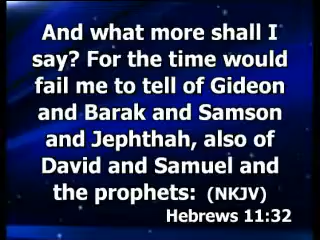 And what more shall I
say? For the time would
fail me to tell of Gideon
and Barak and Samson
and Jephthah, also of
David and Samuel and
the prophets: (NKJV)
Hebrews 11:32